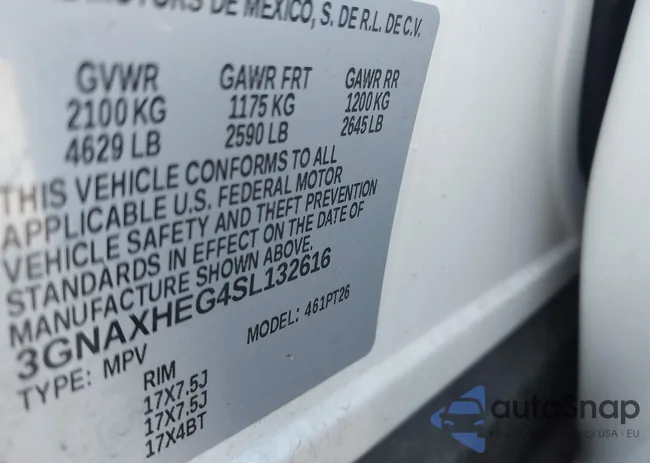 MOTORS DE MEXICO, S. DE R.L. DE C.V.
GVWR GAWR FRT GAWR RR
2100 KG 1175 KG 1200 KG
4629 LB 2590 LB 2645 LB
THIS VEHICLE CONFORMS TO ALL
APPLICABLE U.S. FEDERAL MOTOR
VEHICLE SAFETY AND THEFT PREVENTION
STANDARDS IN EFFECT ON THE DATE OF
MANUFACTURE SHOWN ABOVE.
3GNAXHEG4SL132616
TYPE: MPV MODEL: 461PT26
RIM
17X7.5J
17X7.5J
17X4BT
autoSnap
USA - EU